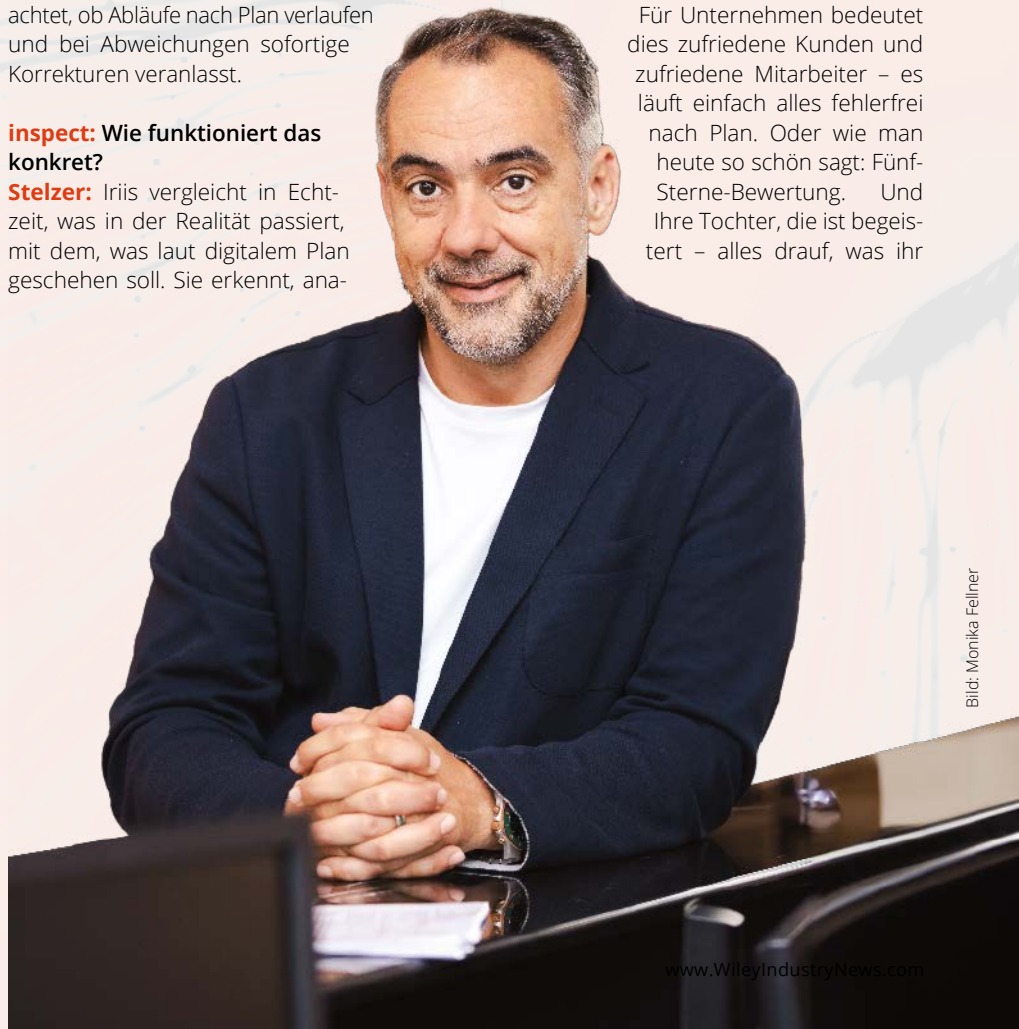 achtet, ob Abläufe nach Plan verlaufen
und bei Abweichungen sofortige
Korrekturen veranlasst.
inspect: Wie funktioniert das
konkret?
Stelzer: Iriis vergleicht in Echt-
zeit, was in der Realität passiert,
mit dem, was laut digitalem Plan
geschehen soll. Sie erkennt, ana-
Für Unternehmen bedeutet
dies zufriedene Kunden und
zufriedene Mitarbeiter – es
läuft einfach alles fehlerfrei
nach Plan. Oder wie man
heute so schön sagt: Fünf-
Sterne-Bewertung. Und
Ihre Tochter, die ist begeis-
tert – alles drauf, was ihr
Bild: Monika Fellner
www.WileyIndustryNews.com